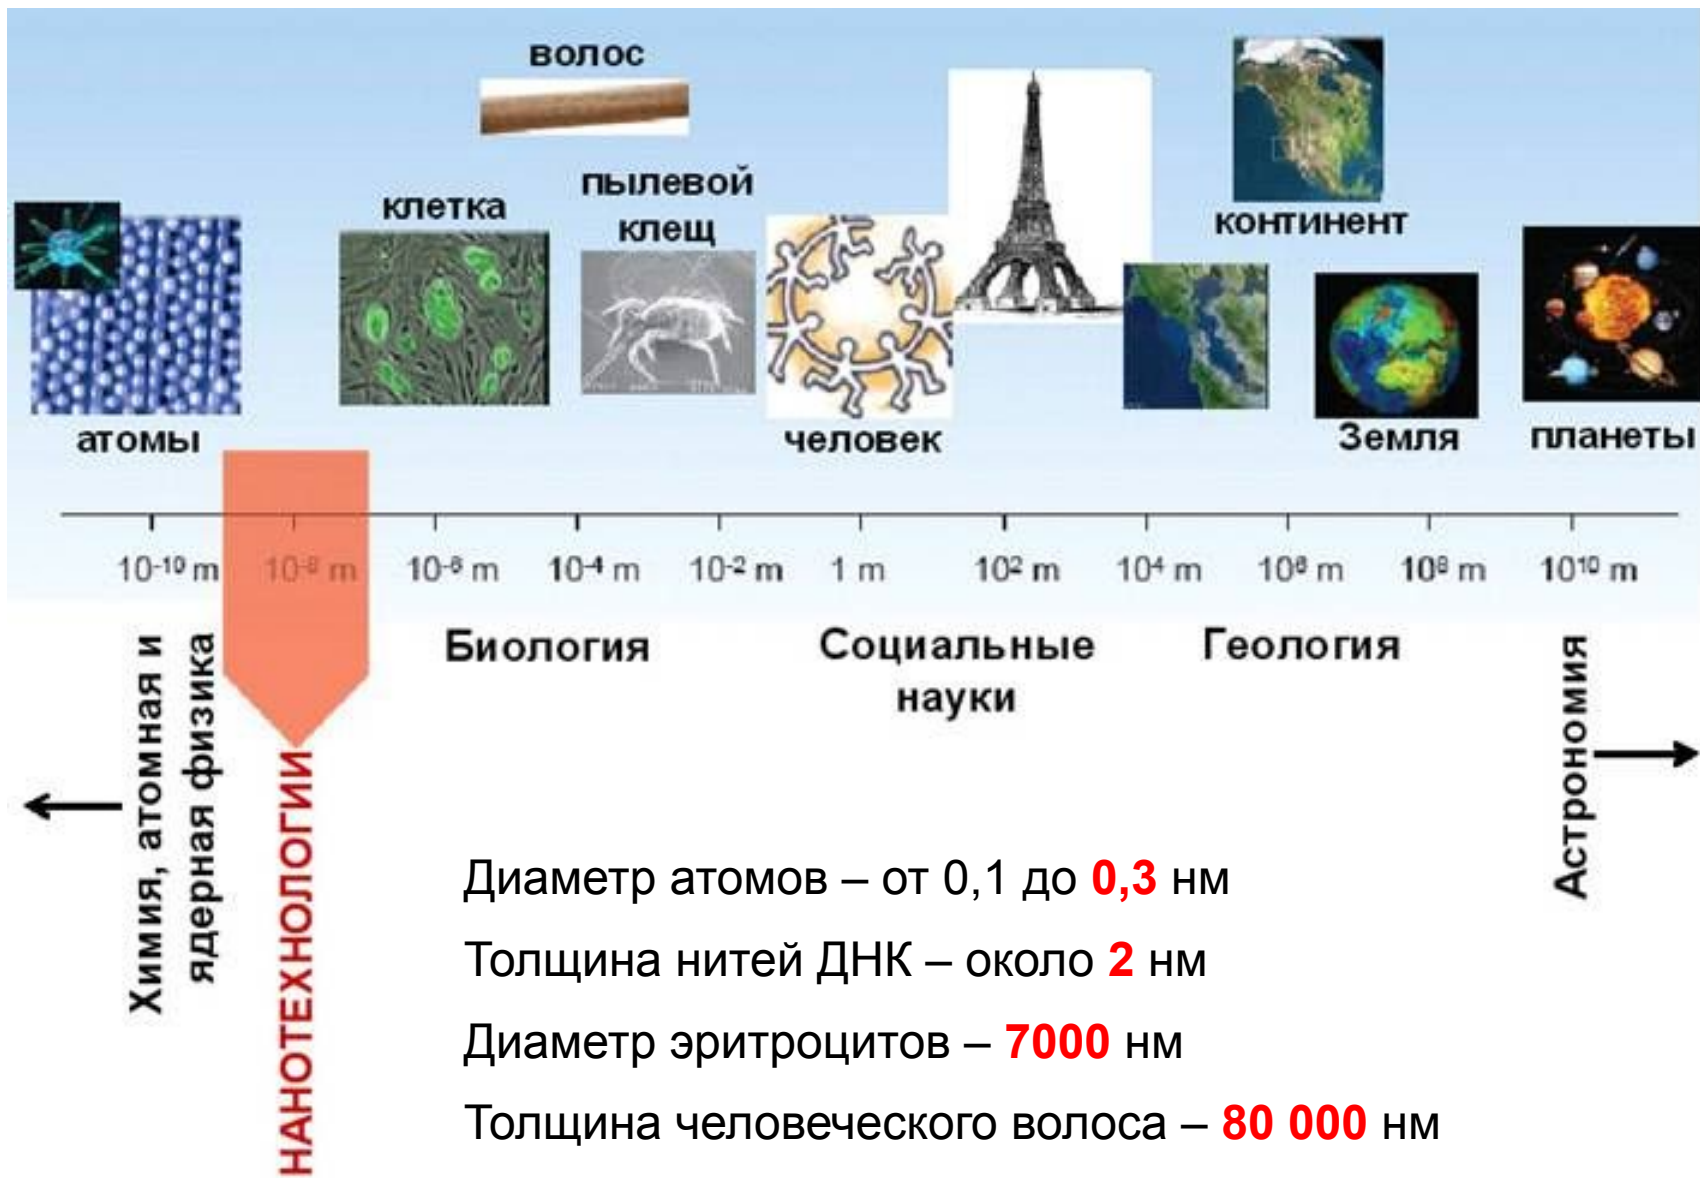 волос
пылевой
клещ
клетка
континент
атомы
человек
Земля
планеты
10⁻¹⁰ m
10⁻⁸ m
10⁻⁶ m
10⁻⁴ m
10⁻² m
1 m
10² m
10⁴ m
10⁶ m
10⁸ m
10¹⁰ m
Химия, атомная и
ядерная физика
НАНОТЕХНОЛОГИИ
Биология
Социальные
науки
Геология
Астрономия
Диаметр атомов – от 0,1 до 0,3 нм
Толщина нитей ДНК – около 2 нм
Диаметр эритроцитов – 7000 нм
Толщина человеческого волоса – 80 000 нм